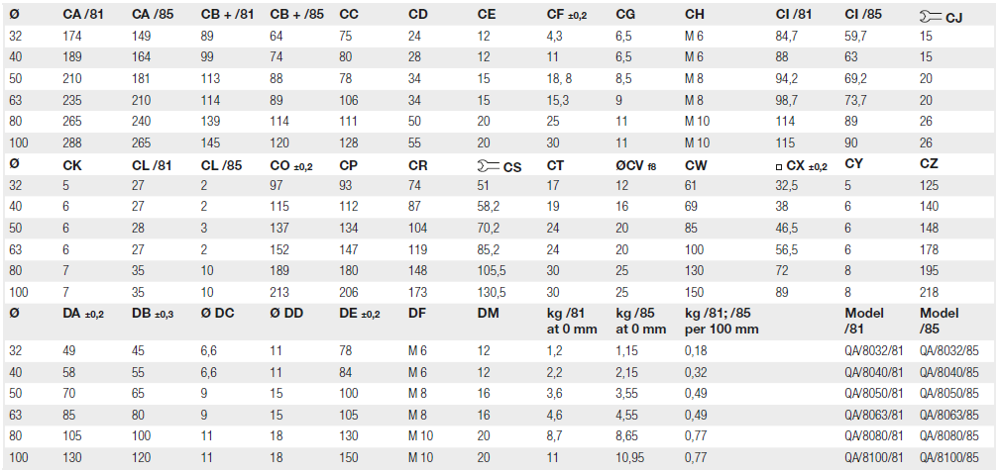 Ø CA /81 CA /85 CB + /81 CB + /85 CC CD CE CF ±0,2 CG CH CI /81 CI /85 CJ
32 174 149 89 64 75 24 12 4,3 6,5 M 6 84,7 59,7 15
40 189 164 99 74 80 28 12 11 6,5 M 6 88 63 15
50 210 181 113 88 78 34 15 18, 8 8,5 M 8 94,2 69,2 20
63 235 210 114 89 106 34 15 15,3 9 M 8 98,7 73,7 20
80 265 240 139 114 111 50 20 25 11 M 10 114 89 26
100 288 265 145 120 128 55 20 30 11 M 10 115 90 26
Ø CK CL /81 CL /85 CO ±0,2 CP CR CS CT ØCV f8 CW □ CX ±0,2 CY CZ
32 5 27 2 97 93 74 51 17 12 61 32,5 5 125
40 6 27 2 115 112 87 58,2 19 16 69 38 6 140
50 6 28 3 137 134 104 70,2 24 20 85 46,5 6 148
63 6 27 2 152 147 119 85,2 24 20 100 56,5 6 178
80 7 35 10 189 180 148 105,5 30 25 130 72 8 195
100 7 35 10 213 206 173 130,5 30 25 150 89 8 218
Ø DA ±0,2 DB ±0,3 Ø DC Ø DD DE ±0,2 DF DM kg /81 kg /85 kg /81; /85 Model Model
at 0 mm at 0 mm per 100 mm /81 /85
32 49 45 6,6 11 78 M 6 12 1,2 1,15 0,18 QA/8032/81 QA/8032/85
40 58 55 6,6 11 84 M 6 12 2,2 2,15 0,32 QA/8040/81 QA/8040/85
50 70 65 9 15 100 M 8 16 3,6 3,55 0,49 QA/8050/81 QA/8050/85
63 85 80 9 15 105 M 8 16 4,6 4,55 0,49 QA/8063/81 QA/8063/85
80 105 100 11 18 130 M 10 20 8,7 8,65 0,77 QA/8080/81 QA/8080/85
100 130 120 11 18 150 M 10 20 11 10,95 0,77 QA/8100/81 QA/8100/85